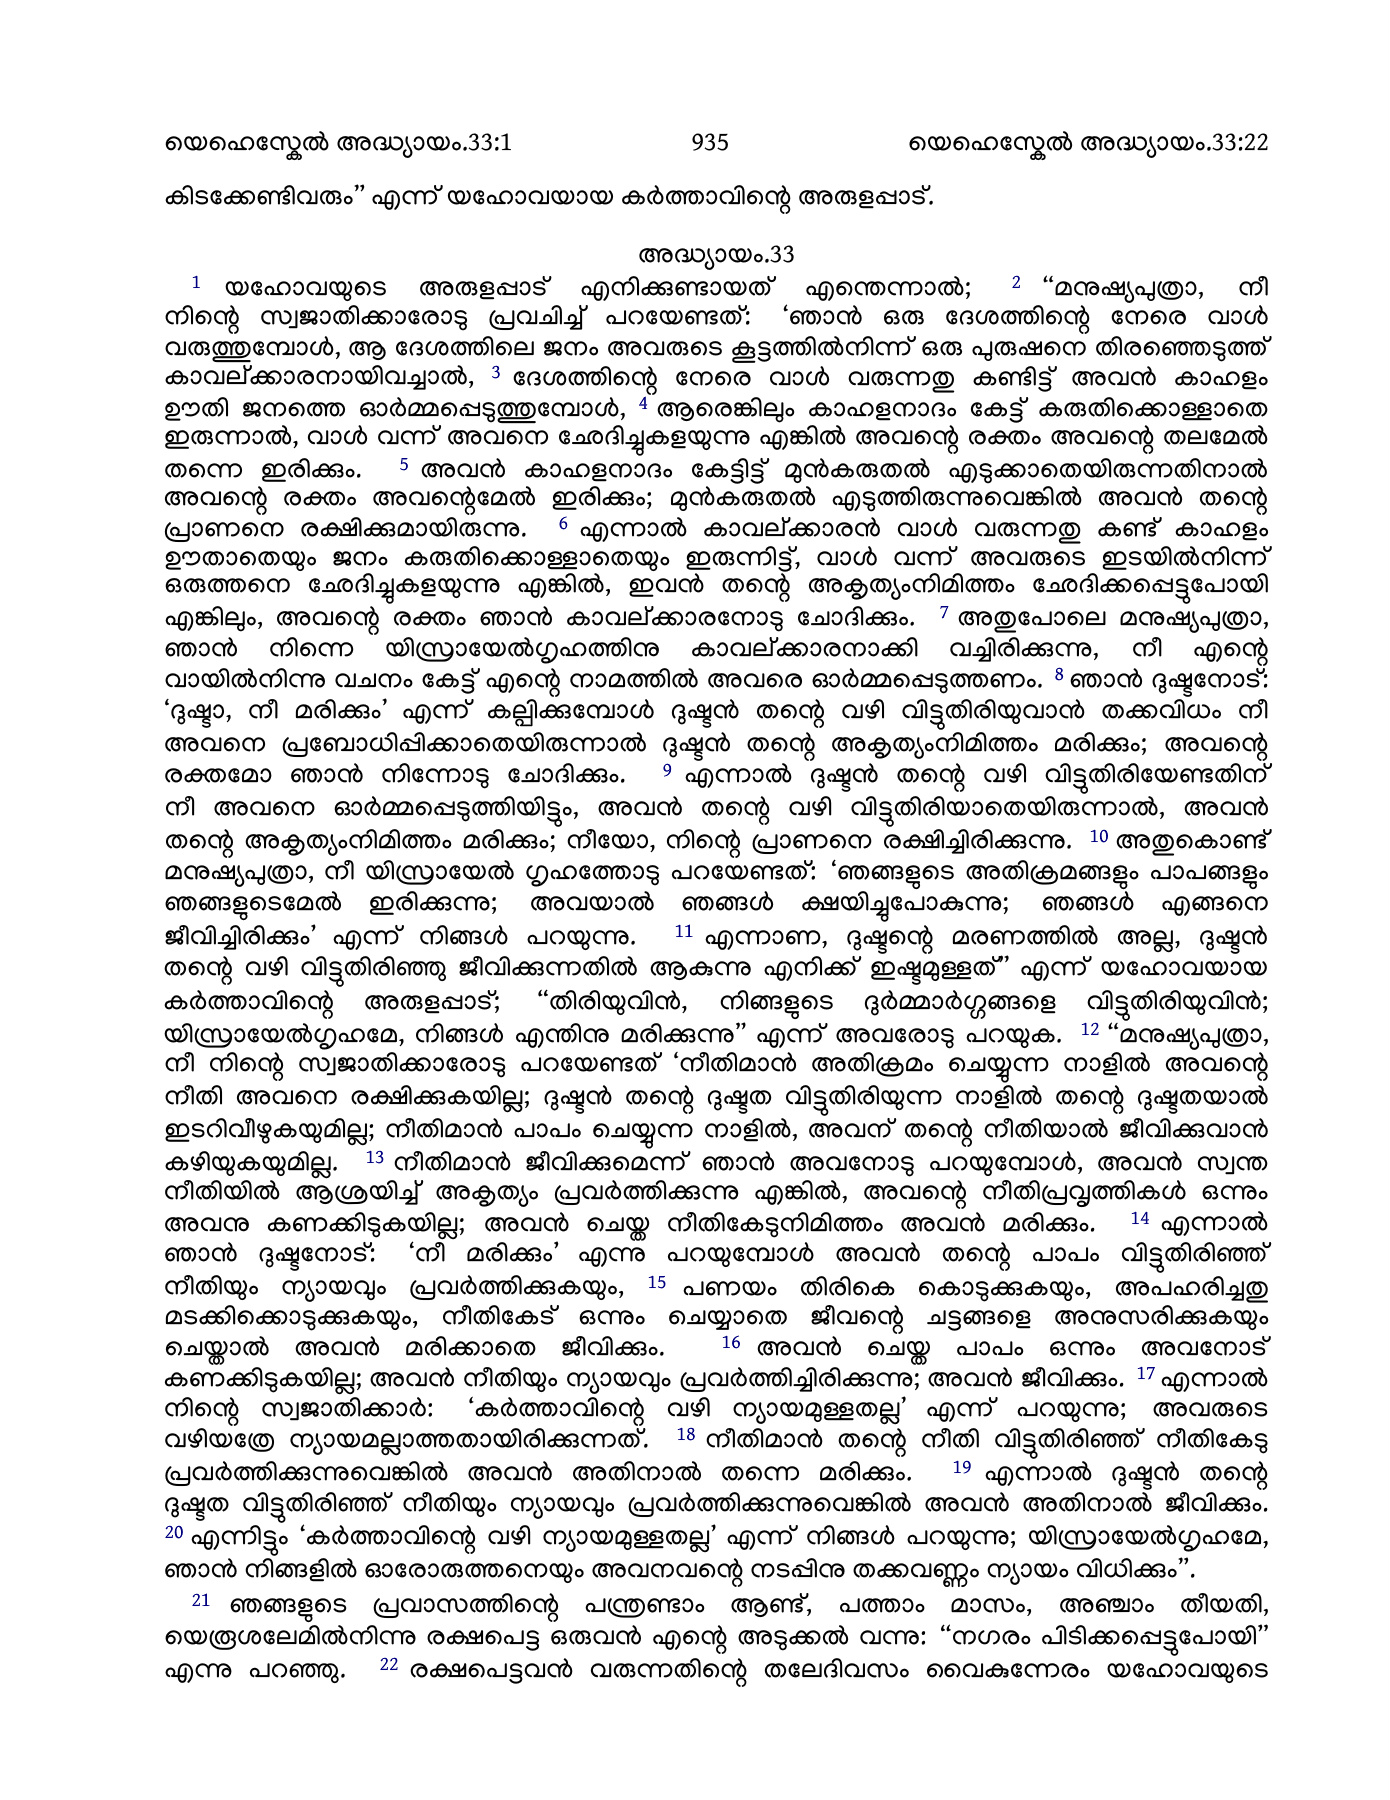 യെഹെസ്കേൽ അദ്ധ്യായം.33:1 935 യെഹെസ്കേൽ അദ്ധ്യായം.33:22
കിടക്കേണ്ടിവരും” എന്ന് യഹോവയായ കർത്താവിന്റെ അരുളപ്പാട്.
അദ്ധ്യായം.33
1 യഹോവയുടെ അരുളപ്പാട് എനിക്കുണ്ടായത് എന്തെന്നാൽ; 2 “മനുഷ്യപുത്രാ, നീ
നിന്റെ സ്വജാതിക്കാരോടു പ്രവചിച്ച് പറയേണ്ടത്: ‘ഞാൻ ഒരു ദേശത്തിന്റെ നേരെ വാൾ
വരുത്തുമ്പോൾ, ആ ദേശത്തിലെ ജനം അവരുടെ കൂട്ടത്തിൽനിന്ന് ഒരു പുരുഷനെ തിരഞ്ഞെടുത്ത്
കാവല്ക്കാരനായിവച്ചാൽ, 3 ദേശത്തിന്റെ നേരെ വാൾ വരുന്നതു കണ്ടിട്ട് അവൻ കാഹളം
ഊതി ജനത്തെ ഓർമ്മപ്പെടുത്തുമ്പോൾ, 4 ആരെങ്കിലും കാഹളനാദം കേട്ട് കരുതിക്കൊള്ളാതെ
ഇരുന്നാൽ, വാൾ വന്ന് അവനെ ഛേദിച്ചുകളയുന്നു എങ്കിൽ അവന്റെ രക്തം അവന്റെ തലമേൽ
തന്നെ ഇരിക്കും. 5 അവൻ കാഹളനാദം കേട്ടിട്ട് മുൻകരുതൽ എടുക്കാതെയിരുന്നതിനാൽ
അവന്റെ രക്തം അവന്റെമേൽ ഇരിക്കും; മുൻകരുതൽ എടുത്തിരുന്നുവെങ്കിൽ അവൻ തന്റെ
പ്രാണനെ രക്ഷിക്കുമായിരുന്നു. 6 എന്നാൽ കാവല്ക്കാരൻ വാൾ വരുന്നതു കണ്ട് കാഹളം
ഊതാതെയും ജനം കരുതിക്കൊള്ളാതെയും ഇരുന്നിട്ട്, വാൾ വന്ന് അവരുടെ ഇടയിൽനിന്ന്
ഒരുത്തനെ ഛേദിച്ചുകളയുന്നു എങ്കിൽ, ഇവൻ തന്റെ അകൃത്യംനിമിത്തം ഛേദിക്കപ്പെട്ടുപോയി
എങ്കിലും, അവന്റെ രക്തം ഞാൻ കാവല്ക്കാരനോടു ചോദിക്കും. 7 അതുപോലെ മനുഷ്യപുത്രാ,
ഞാൻ നിന്നെ യിസ്രായേൽഗൃഹത്തിനു കാവല്ക്കാരനാക്കി വച്ചിരിക്കുന്നു, നീ എന്റെ
വായിൽനിന്നു വചനം കേട്ട് എന്റെ നാമത്തിൽ അവരെ ഓർമ്മപ്പെടുത്തണം. 8 ഞാൻ ദുഷ്ടനോട്:
‘ദുഷ്ടാ, നീ മരിക്കും’ എന്ന് കല്പിക്കുമ്പോൾ ദുഷ്ടൻ തന്റെ വഴി വിട്ടുതിരിയുവാൻ തക്കവിധം നീ
അവനെ പ്രബോധിപ്പിക്കാതെയിരുന്നാൽ ദുഷ്ടൻ തന്റെ അകൃത്യംനിമിത്തം മരിക്കും; അവന്റെ
രക്തമോ ഞാൻ നിന്നോടു ചോദിക്കും. 9 എന്നാൽ ദുഷ്ടൻ തന്റെ വഴി വിട്ടുതിരിയേണ്ടതിന്
നീ അവനെ ഓർമ്മപ്പെടുത്തിയിട്ടും, അവൻ തന്റെ വഴി വിട്ടുതിരിയാതെയിരുന്നാൽ, അവൻ
തന്റെ അകൃത്യംനിമിത്തം മരിക്കും; നീയോ, നിന്റെ പ്രാണനെ രക്ഷിച്ചിരിക്കുന്നു. 10 അതുകൊണ്ട്
മനുഷ്യപുത്രാ, നീ യിസ്രായേൽ ഗൃഹത്തോടു പറയേണ്ടത്: ‘ഞങ്ങളുടെ അതിക്രമങ്ങളും പാപങ്ങളും
ഞങ്ങളുടെമേൽ ഇരിക്കുന്നു; അവയാൽ ഞങ്ങൾ ക്ഷയിച്ചുപോകുന്നു; ഞങ്ങൾ എങ്ങനെ
ജീവിച്ചിരിക്കും’ എന്ന് നിങ്ങൾ പറയുന്നു. 11 എന്നാണ, ദുഷ്ടന്റെ മരണത്തിൽ അല്ല, ദുഷ്ടൻ
തന്റെ വഴി വിട്ടുതിരിഞ്ഞു ജീവിക്കുന്നതിൽ ആകുന്നു എനിക്ക് ഇഷ്ടമുള്ളത്” എന്ന് യഹോവയായ
കർത്താവിന്റെ അരുളപ്പാട്; “തിരിയുവിൻ, നിങ്ങളുടെ ദുർമ്മാർഗ്ഗങ്ങളെ വിട്ടുതിരിയുവിൻ;
യിസ്രായേൽഗൃഹമേ, നിങ്ങൾ എന്തിനു മരിക്കുന്നു” എന്ന് അവരോടു പറയുക. 12 “മനുഷ്യപുത്രാ,
നീ നിന്റെ സ്വജാതിക്കാരോടു പറയേണ്ടത് ‘നീതിമാൻ അതിക്രമം ചെയ്യുന്ന നാളിൽ അവന്റെ
നീതി അവനെ രക്ഷിക്കുകയില്ല; ദുഷ്ടൻ തന്റെ ദുഷ്ടത വിട്ടുതിരിയുന്ന നാളിൽ തന്റെ ദുഷ്ടതയാൽ
ഇടറിവീഴുകയുമില്ല; നീതിമാൻ പാപം ചെയ്യുന്ന നാളിൽ, അവന് തന്റെ നീതിയാൽ ജീവിക്കുവാൻ
കഴിയുകയുമില്ല. 13 നീതിമാൻ ജീവിക്കുമെന്ന് ഞാൻ അവനോടു പറയുമ്പോൾ, അവൻ സ്വന്ത
നീതിയിൽ ആശ്രയിച്ച് അകൃത്യം പ്രവർത്തിക്കുന്നു എങ്കിൽ, അവന്റെ നീതിപ്രവൃത്തികൾ ഒന്നും
അവനു കണക്കിടുകയില്ല; അവൻ ചെയ്ത നീതികേടുനിമിത്തം അവൻ മരിക്കും. 14 എന്നാൽ
ഞാൻ ദുഷ്ടനോട്: ‘നീ മരിക്കും’ എന്നു പറയുമ്പോൾ അവൻ തന്റെ പാപം വിട്ടുതിരിഞ്ഞ്
നീതിയും ന്യായവും പ്രവർത്തിക്കുകയും, 15 പണയം തിരികെ കൊടുക്കുകയും, അപഹരിച്ചതു
മടക്കിക്കൊടുക്കുകയും, നീതികേട് ഒന്നും ചെയ്യാതെ ജീവന്റെ ചട്ടങ്ങളെ അനുസരിക്കുകയും
ചെയ്താൽ അവൻ മരിക്കാതെ ജീവിക്കും. 16 അവൻ ചെയ്ത പാപം ഒന്നും അവനോട്
കണക്കിടുകയില്ല; അവൻ നീതിയും ന്യായവും പ്രവർത്തിച്ചിരിക്കുന്നു; അവൻ ജീവിക്കും. 17 എന്നാൽ
നിന്റെ സ്വജാതിക്കാർ: ‘കർത്താവിന്റെ വഴി ന്യായമുള്ളതല്ല’ എന്ന് പറയുന്നു; അവരുടെ
വഴിയത്രേ ന്യായമല്ലാത്തതായിരിക്കുന്നത്. 18 നീതിമാൻ തന്റെ നീതി വിട്ടുതിരിഞ്ഞ് നീതികേടു
പ്രവർത്തിക്കുന്നുവെങ്കിൽ അവൻ അതിനാൽ തന്നെ മരിക്കും. 19 എന്നാൽ ദുഷ്ടൻ തന്റെ
ദുഷ്ടത വിട്ടുതിരിഞ്ഞ് നീതിയും ന്യായവും പ്രവർത്തിക്കുന്നുവെങ്കിൽ അവൻ അതിനാൽ ജീവിക്കും.
20 എന്നിട്ടും ‘കർത്താവിന്റെ വഴി ന്യായമുള്ളതല്ല’ എന്ന് നിങ്ങൾ പറയുന്നു; യിസ്രായേൽഗൃഹമേ,
ഞാൻ നിങ്ങളിൽ ഓരോരുത്തനെയും അവനവന്റെ നടപ്പിനു തക്കവണ്ണം ന്യായം വിധിക്കും”.
21 ഞങ്ങളുടെ പ്രവാസത്തിന്റെ പന്ത്രണ്ടാം ആണ്ട്, പത്താം മാസം, അഞ്ചാം തീയതി,
യെരൂശലേമിൽനിന്നു രക്ഷപെട്ട ഒരുവൻ എന്റെ അടുക്കൽ വന്നു: “നഗരം പിടിക്കപ്പെട്ടുപോയി”
എന്നു പറഞ്ഞു. 22 രക്ഷപെട്ടവൻ വരുന്നതിന്റെ തലേദിവസം വൈകുന്നേരം യഹോവയുടെ